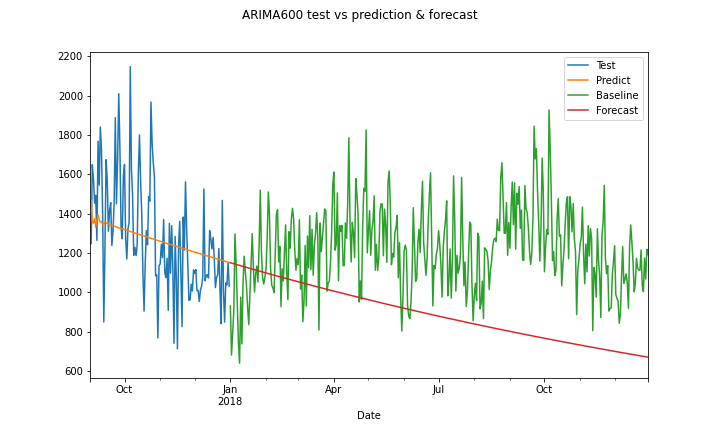 ARIMA600 test vs prediction & forecast
2200
2000
1800
1600
1400
1200
1000
800
600
Test
Predict
Baseline
Forecast
Oct
Jan
2018
Apr
Jul
Oct
Date